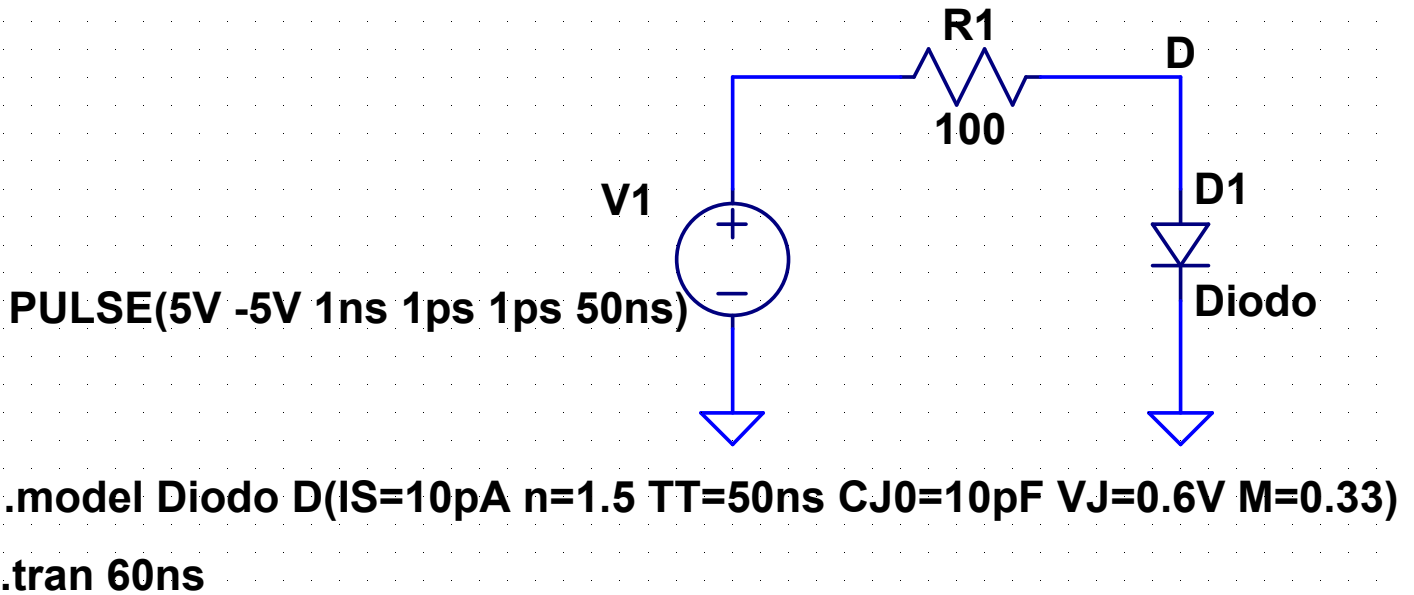 R1
D
100
V1
D1
PULSE(5V -5V 1ns 1ps 1ps 50ns)
Diodo
.model Diodo D(IS=10pA n=1.5 TT=50ns CJ0=10pF VJ=0.6V M=0.33)
.tran 60ns